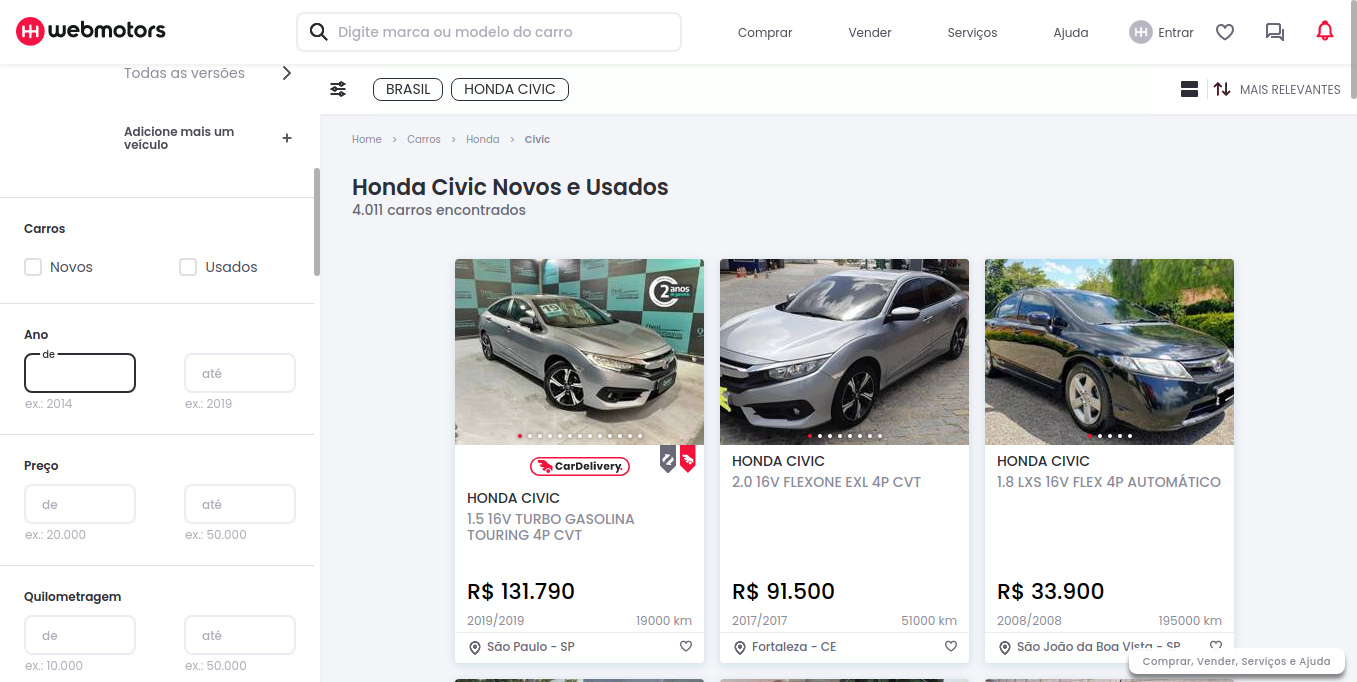 webmotors
Digite marca ou modelo do carro
Comprar
Vender
Serviços
Ajuda
Entrar
Todas as versões
Adicione mais um
veículo
Carros
Novos
Usados
Ano
de
até
ex.: 2014
ex.: 2019
Preço
de
até
ex.: 20.000
ex.: 50.000
Quilometragem
de
até
ex.: 10.000
ex.: 50.000
BRASIL
HONDA CIVIC
MAIS RELEVANTES
Home > Carros > Honda > Civic
Honda Civic Novos e Usados
4.011 carros encontrados
2 anos
CarDelivery.
HONDA CIVIC
1.5 16V TURBO GASOLINA
TOURING 4P CVT
R$ 131.790
2019/2019
19000 km
São Paulo - SP
HONDA CIVIC
2.0 16V FLEXONE EXL 4P CVT
R$ 91.500
2017/2017
51000 km
Fortaleza - CE
HONDA CIVIC
1.8 LXS 16V FLEX 4P AUTOMÁTICO
R$ 33.900
2008/2008
195000 km
São João da Boa Vista - SP
Comprar, Vender, Serviços e Ajuda